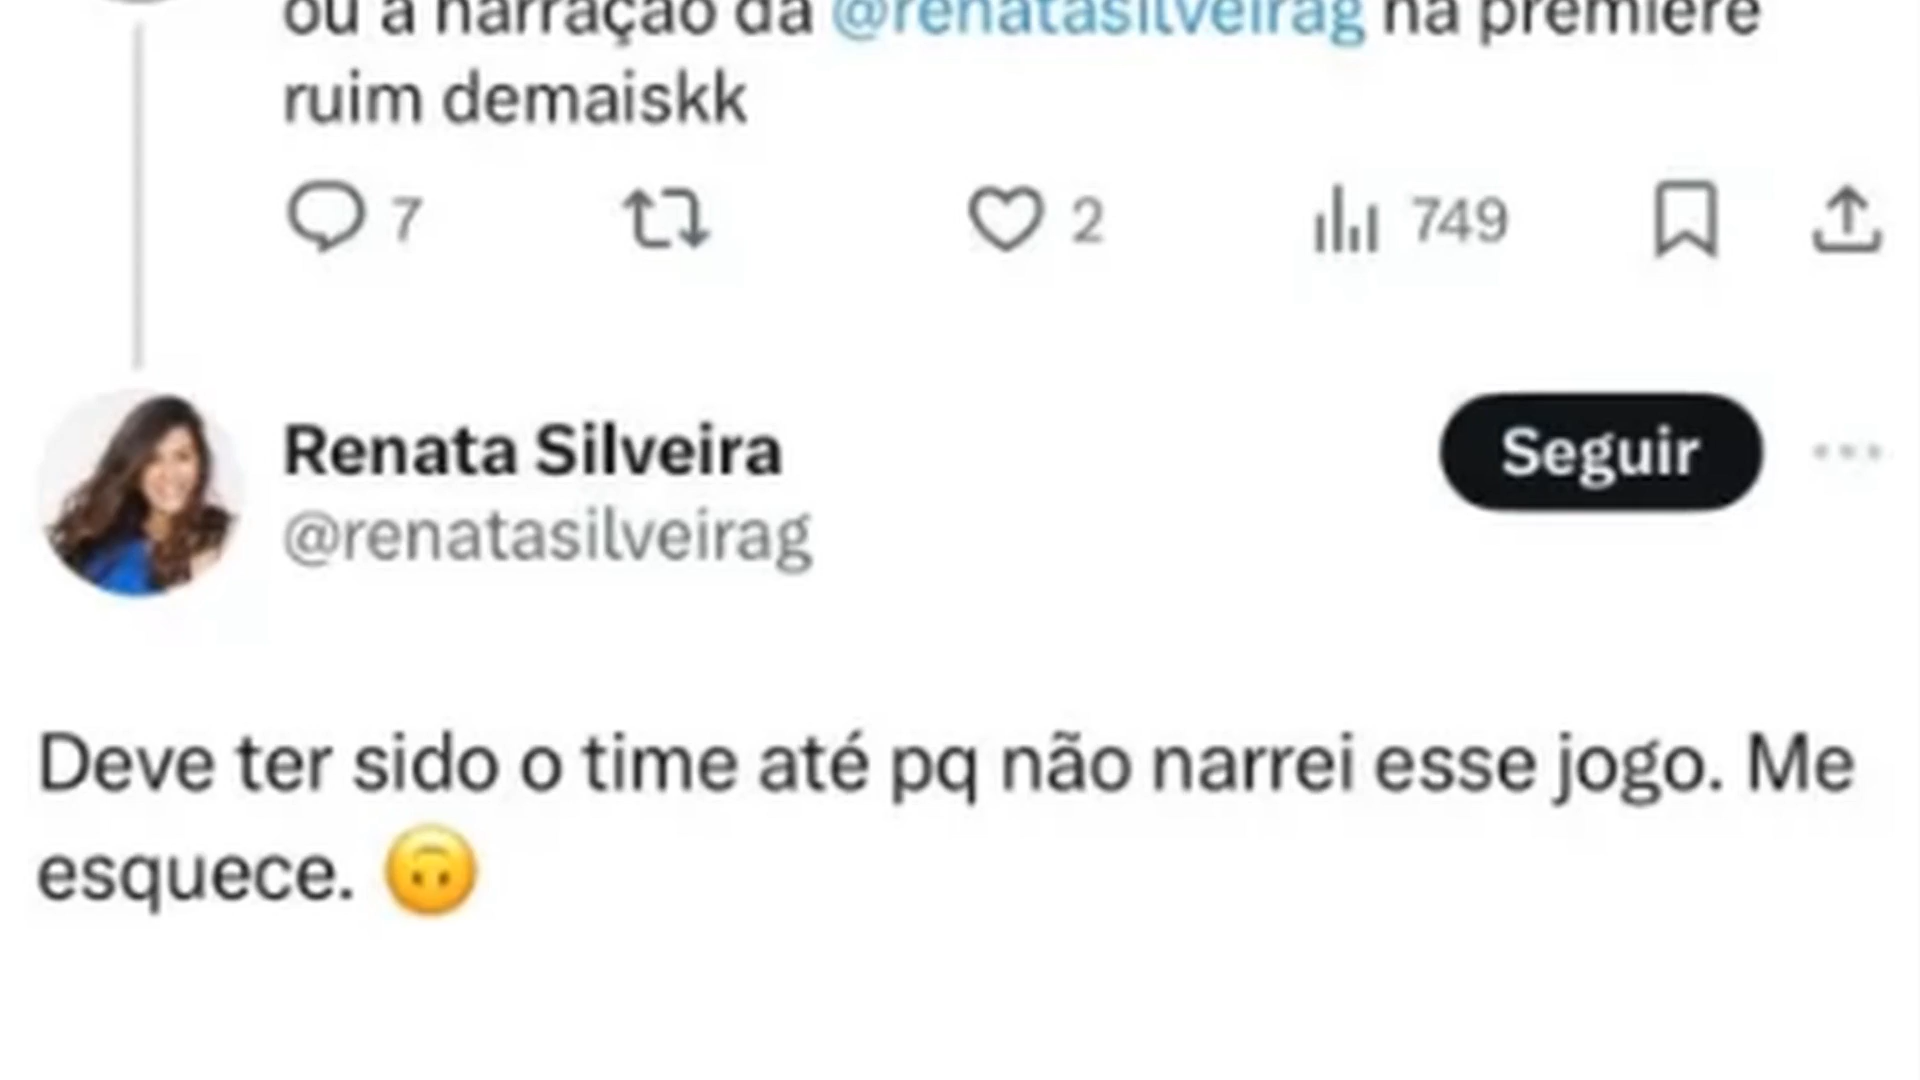 ou a narração da @renatasilveirag na premiere
ruim demaiskk
7 2 749
Renata Silveira
Seguir
@renatasilveirag
Deve ter sido o time até pq não narrei esse jogo. Me
esquece. 🙃